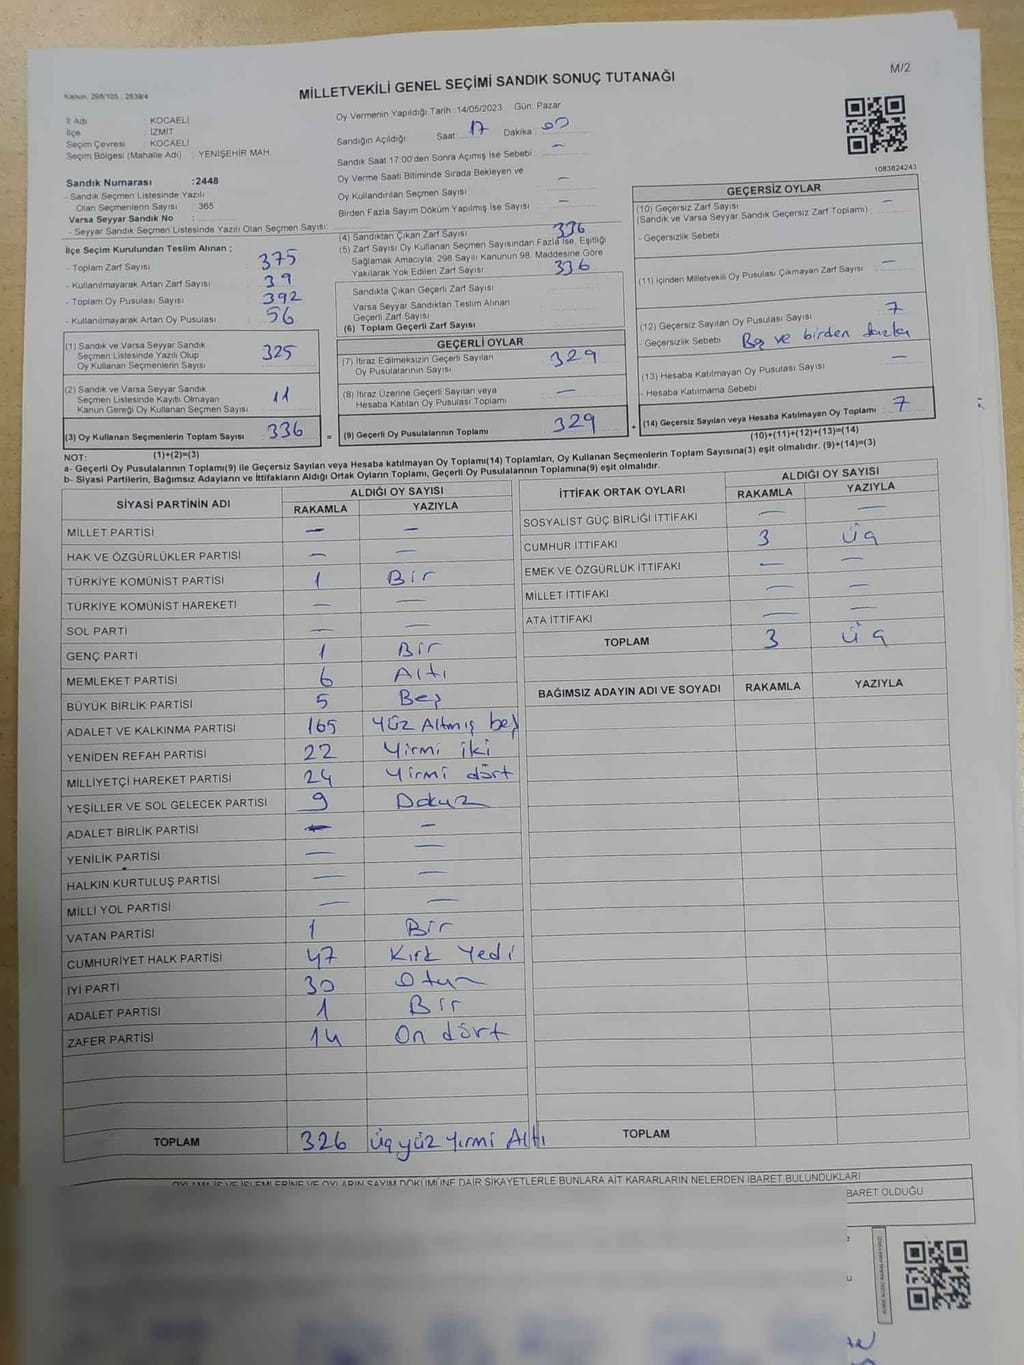 Kanun: 298/105 , 2839/4
MİLLETVEKİLİ GENEL SEÇİMİ SANDIK SONUÇ TUTANAĞI
M/2
İl Adı KOCAELİ
İlçe : İZMİT
Seçim Çevresi : KOCAELİ
Seçim Bölgesi (Mahalle Adı) : YENİŞEHİR MAH.
Sandık Numarası :2448
- Sandık Seçmen Listesinde Yazılı
Olan Seçmenlerin Sayısı : 365
Varsa Seyyar Sandık No :
- Seyyar Sandık Seçmen Listesinde Yazılı Olan Seçmen Sayısı:
Oy Vermenin Yapıldığı Tarih :14/05/2023 Gün: Pazar
Sandığın Açıldığı Saat 17 Dakika 00
Sandık Saat 17:00'den Sonra Açımış İse Sebebi : —
Oy Verme Saati Bitiminde Sırada Bekleyen ve
Oy Kullandırılan Seçmen Sayısı : —
Birden Fazla Sayım Döküm Yapılmış İse Sayısı : —
1083824243
İlçe Seçim Kurulundan Teslim Alınan ;
- Toplam Zarf Sayısı 375
- Kullanılmayarak Artan Zarf Sayısı 39
- Toplam Oy Pusulası Sayısı 392
- Kullanılmayarak Artan Oy Pusulası 56
(4) Sandıktan Çıkan Zarf Sayısı 336
(5) Zarf Sayısı Oy Kullanan Seçmen Sayısından Fazla İse, Eşitliği
Sağlamak Amacıyla; 298 Sayılı Kanunun 98. Maddesine Göre
Yakılarak Yok Edilen Zarf Sayısı 336
Sandıkta Çıkan Geçerli Zarf Sayısı
Varsa Seyyar Sandıktan Teslim Alınan
Geçerli Zarf Sayısı
(6) Toplam Geçerli Zarf Sayısı
GEÇERSİZ OYLAR
(10) Geçersiz Zarf Sayısı —
(Sandık ve Varsa Seyyar Sandık Geçersiz Zarf Toplamı)
- Geçersizlik Sebebi
(11) İçinden Milletvekili Oy Pusulası Çıkmayan Zarf Sayısı —
(12) Geçersiz Sayılan Oy Pusulası Sayısı 7
- Geçersizlik Sebebi Boş ve birden fazla
(13) Hesaba Katılmayan Oy Pusulası Sayısı —
- Hesaba Katılmama Sebebi
(14) Geçersiz Sayılan veya Hesaba Katılmayan Oy Toplamı 7
(10)+(11)+(12)+(13)=(14)
(1) Sandık ve Varsa Seyyar Sandık
Seçmen Listesinde Yazılı Olup
Oy Kullanan Seçmenlerin Sayısı 325
(2) Sandık ve Varsa Seyyar Sandık
Seçmen Listesinde Kayıtlı Olmayan
Kanun Gereği Oy Kullanan Seçmen Sayısı 11
(3) Oy Kullanan Seçmenlerin Toplam Sayısı 336 =
(1)+(2)=(3)
GEÇERLİ OYLAR
(7) İtiraz Edilmeksizin Geçerli Sayılan
Oy Pusulalarının Sayısı 329
(8) İtiraz Üzerine Geçerli Sayılan veya
Hesaba Katılan Oy Pusulası Toplamı —
(9) Geçerli Oy Pusulalarının Toplamı 329 +
NOT:
a- Geçerli Oy Pusulalarının Toplamı(9) ile Geçersiz Sayılan veya Hesaba katılmayan Oy Toplamı(14) Toplamları, Oy Kullanan Seçmenlerin Toplam Sayısına(3) eşit olmalıdır. (9)+(14)=(3)
b- Siyasi Partilerin, Bağımsız Adayların ve İttifakların Aldığı Ortak Oyların Toplamı, Geçerli Oy Pusulalarının Toplamına(9) eşit olmalıdır.
SİYASİ PARTİNİN ADI ALDIĞI OY SAYISI
RAKAMLA YAZIYLA
MİLLET PARTİSİ — —
HAK VE ÖZGÜRLÜKLER PARTİSİ — —
TÜRKİYE KOMÜNİST PARTİSİ 1 Bir
TÜRKİYE KOMÜNİST HAREKETİ — —
SOL PARTİ — —
GENÇ PARTİ 1 Bir
MEMLEKET PARTİSİ 6 Altı
BÜYÜK BİRLİK PARTİSİ 5 Beş
ADALET VE KALKINMA PARTİSİ 165 Yüz Altmış beş
YENİDEN REFAH PARTİSİ 22 Yirmi iki
MİLLİYETÇİ HAREKET PARTİSİ 24 Yirmi dört
YEŞİLLER VE SOL GELECEK PARTİSİ 9 Dokuz
ADALET BİRLİK PARTİSİ — —
YENİLİK PARTİSİ — —
HALKIN KURTULUŞ PARTİSİ — —
MİLLİ YOL PARTİSİ — —
VATAN PARTİSİ 1 Bir
CUMHURİYET HALK PARTİSİ 47 Kırk Yedi
İYİ PARTİ 30 Otuz
ADALET PARTİSİ 1 Bir
ZAFER PARTİSİ 14 On dört
TOPLAM 326 Üçyüz Yirmi Altı
İTTİFAK ORTAK OYLARI ALDIĞI OY SAYISI
RAKAMLA YAZIYLA
SOSYALİST GÜÇ BİRLİĞİ İTTİFAKI — —
CUMHUR İTTİFAKI 3 Üç
EMEK VE ÖZGÜRLÜK İTTİFAKI — —
MİLLET İTTİFAKI — —
ATA İTTİFAKI — —
TOPLAM 3 Üç
BAĞIMSIZ ADAYIN ADI VE SOYADI RAKAMLA YAZIYLA
TOPLAM
OYLAMA İŞ VE İŞLEMLERİNE VE OYLARIN SAYIM DÖKÜMÜNE DAİR ŞİKAYETLERLE BUNLARA AİT KARARLARIN NELERDEN İBARET BULUNDUKLARI
BARET OLDUĞU